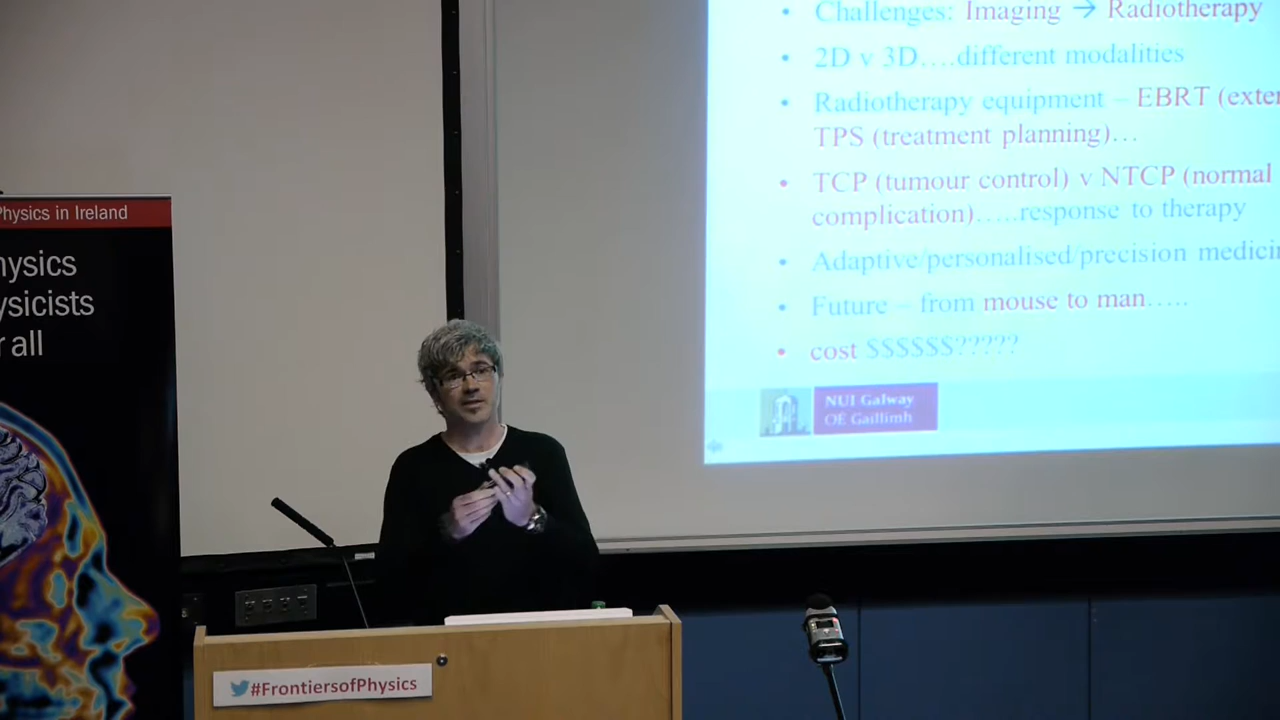 Physics in Ireland
hysics
ysicists
r all
#FrontiersofPhysics
• Challenges: Imaging → Radiotherapy
• 2D v 3D….different modalities
• Radiotherapy equipment – EBRT (exter
TPS (treatment planning)…
• TCP (tumour control) v NTCP (normal
complication)…..response to therapy
• Adaptive/personalised/precision medicin
• Future – from mouse to man…..
• cost $$$$$$?????
NUI Galway
OÉ Gaillimh